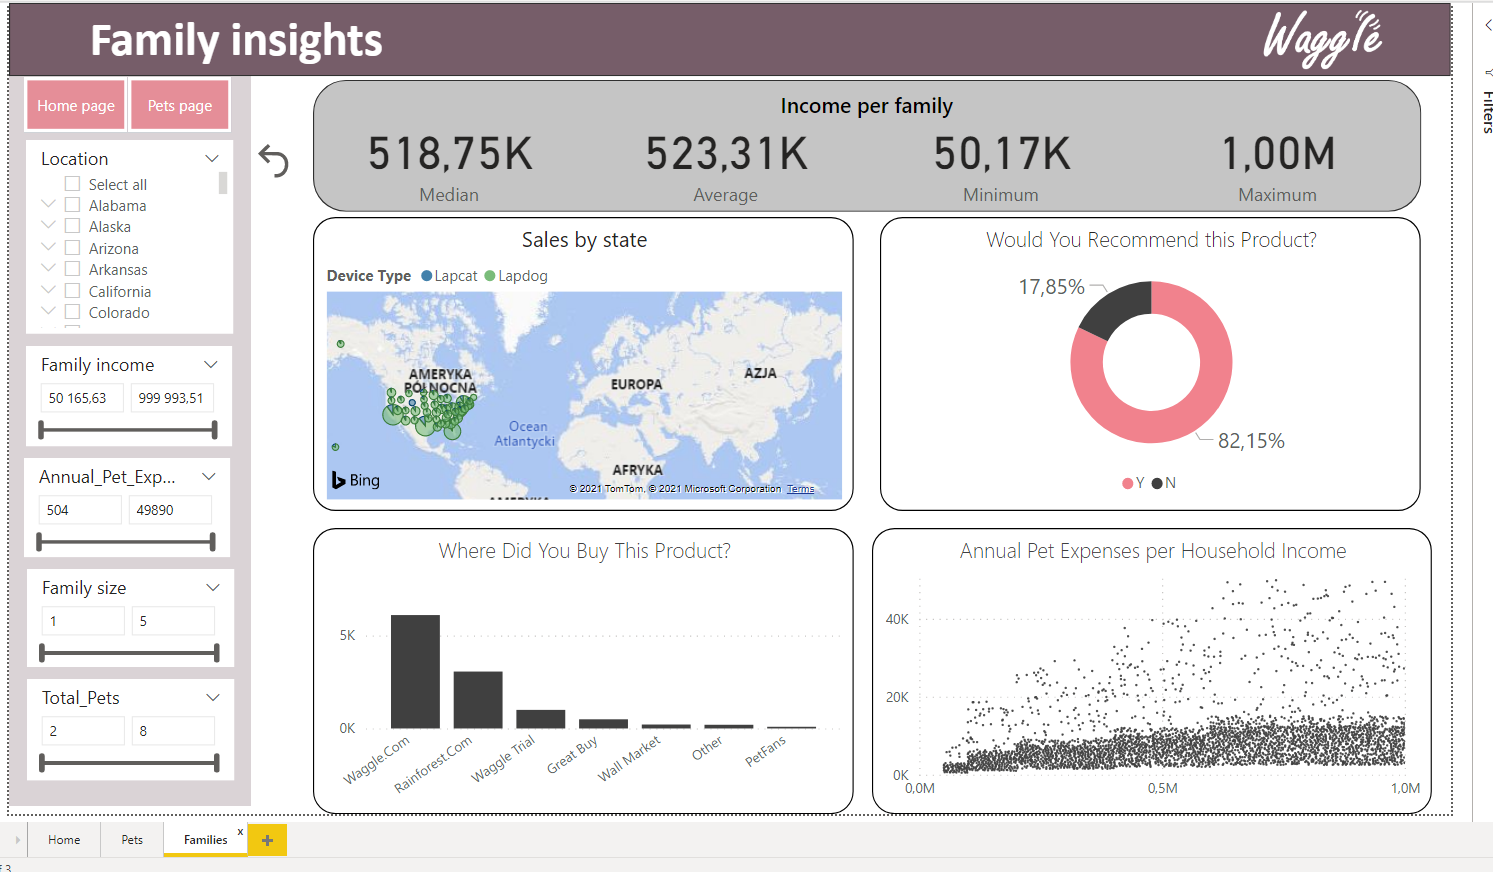 Family insights
Waggle
Home page
Pets page
Location
Select all
Alabama
Alaska
Arizona
Arkansas
California
Colorado
Family income
50 165,63
999 993,51
Annual_Pet_Exp...
504
49890
Family size
1
5
Total_Pets
2
8
Income per family
518,75K
523,31K
50,17K
1,00M
Median
Average
Minimum
Maximum
Sales by state
Device Type Lapcat Lapdog
AMERYKA
PÓŁNOCNA
EUROPA
AZJA
Ocean
Atlantycki
AFRYKA
Bing
© 2021 TomTom, © 2021 Microsoft Corporation Terms
Would You Recommend this Product?
17,85%
82,15%
Y N
Where Did You Buy This Product?
5K
0K
Waggle.Com
Rainforest.Com
Waggle Trial
Great Buy
Wall Market
Other
PetFans
Annual Pet Expenses per Household Income
40K
20K
0K
0,0M
0,5M
1,0M
Filters
Home
Pets
Families
x
+